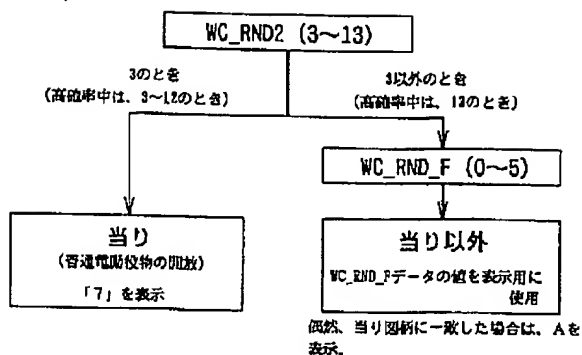 WC_RND2 (3～13)
3のとき
(高確率中は、3～12のとき)
3以外のとき
(高確率中は、13のとき)
WC_RND_F (0～5)
当り
(普通電動役物の開放)
「7」を表示
当り以外
WC_RND_Fデータの値を表示用に
使用
偶然、当り図柄に一致した場合は、Aを
表示。